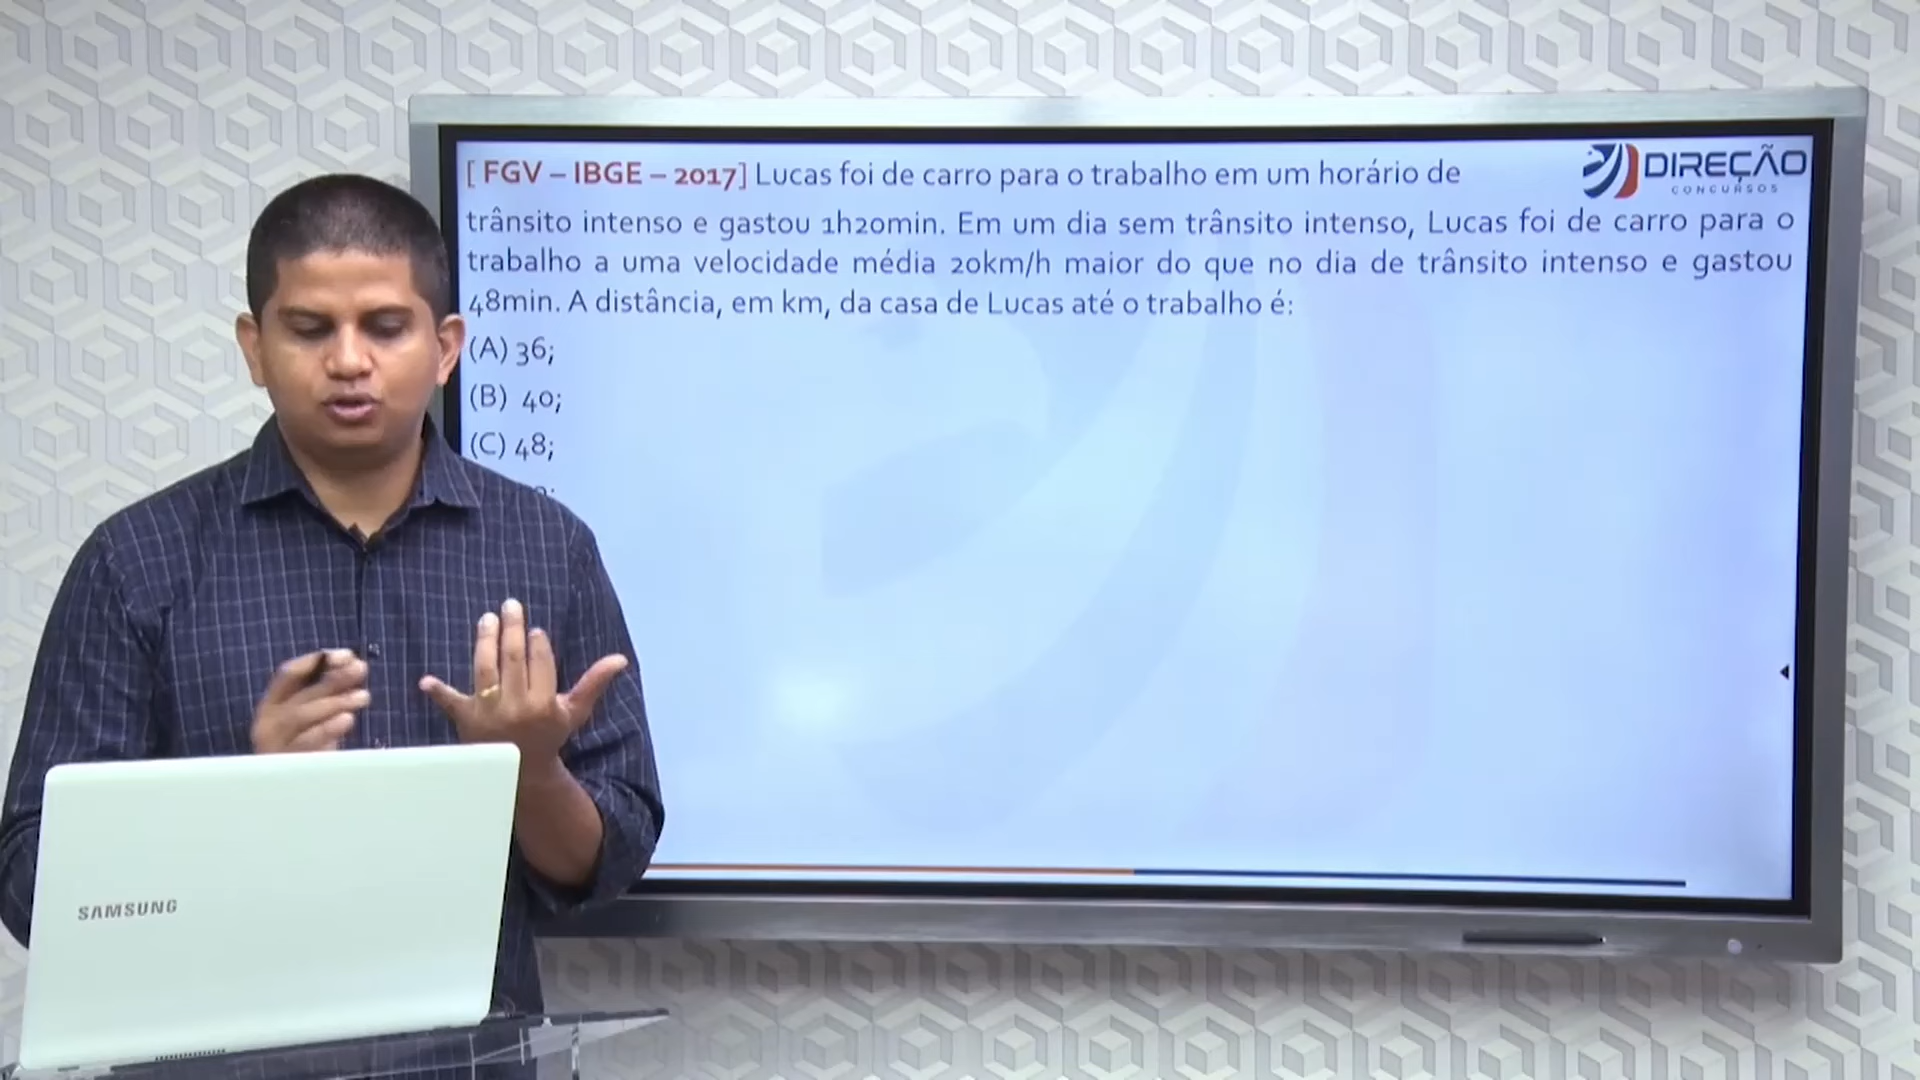 [ FGV – IBGE – 2017] Lucas foi de carro para o trabalho em um horário de
DIREÇÃO
CONCURSOS
trânsito intenso e gastou 1h20min. Em um dia sem trânsito intenso, Lucas foi de carro para o
trabalho a uma velocidade média 20km/h maior do que no dia de trânsito intenso e gastou
48min. A distância, em km, da casa de Lucas até o trabalho é:
(A) 36;
(B) 40;
(C) 48;
SAMSUNG